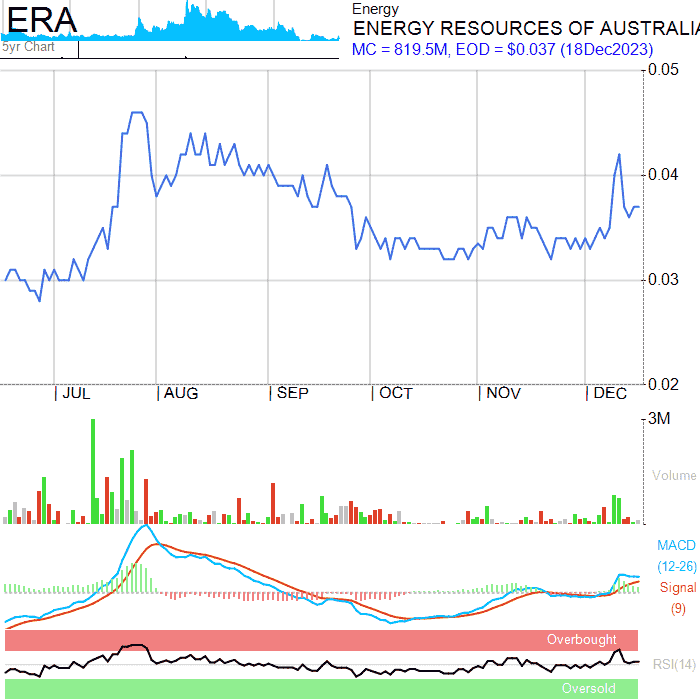 ERA
5yr Chart
Energy
ENERGY RESOURCES OF AUSTRALIA
MC = 819.5M, EOD = $0.037 (18Dec2023)
0.05
0.04
0.03
0.02
JUL AUG SEP OCT NOV DEC
3M
Volume
MACD
(12-26)
Signal
(9)
Overbought
RSI(14)
Oversold